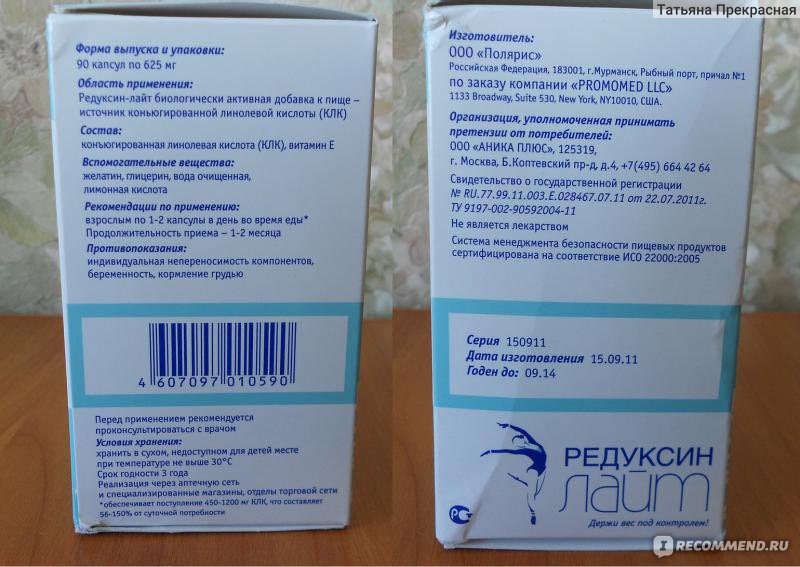 Форма выпуска и упаковки:
90 капсул по 625 мг
Область применения:
Редуксин-лайт биологически активная добавка к пище –
источник коньюгированной линолевой кислоты (КЛК)
Состав:
конъюгированная линолевая кислота (КЛК), витамин Е
Вспомогательные вещества:
желатин, глицерин, вода очищенная,
лимонная кислота
Рекомендации по применению:
взрослым по 1-2 капсулы в день во время еды*
Продолжительность приема – 1-2 месяца
Противопоказания:
индивидуальная непереносимость компонентов,
беременность, кормление грудью
4 607097 010590
Перед применением рекомендуется
проконсультироваться с врачом
Условия хранения:
хранить в сухом, недоступном для детей месте
при температуре не выше 30°С
Срок годности 3 года
Реализация через аптечную сеть
и специализированные магазины, отделы торговой сети
*обеспечивает поступление 450-1200 мг КЛК, что составляет
56-150% от суточной потребности
Татьяна Прекрасная
Изготовитель:
ООО «Полярис»
Российская Федерация, 183001, г.Мурманск, Рыбный порт, причал №1
по заказу компании «PROMOMED LLC»
1133 Broadway, Suite 530, New York, NY10010, США.
Организация, уполномоченная принимать
претензии от потребителей:
ООО «АНИКА ПЛЮС», 125319,
г. Москва, Б.Коптевский пр-д, д.4, +7(495) 664 42 64
Свидетельство о государственной регистрации
№ RU.77.99.11.003.Е.028467.07.11 от 22.07.2011г.
ТУ 9197-002-90592004-11
Не является лекарством
Система менеджмента безопасности пищевых продуктов
сертифицирована на соответствие ИСО 22000:2005
Серия 150911
Дата изготовления 15.09.11
Годен до: 09.14
РЕДУКСИН
лайт
Держи вес под контролем!
РСТ
IRECOMMEND.RU